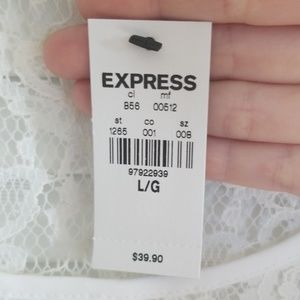 EXPRESS
cl mf
856 00512
st co sz
1265 001 008
97922939
L/G
$39.90